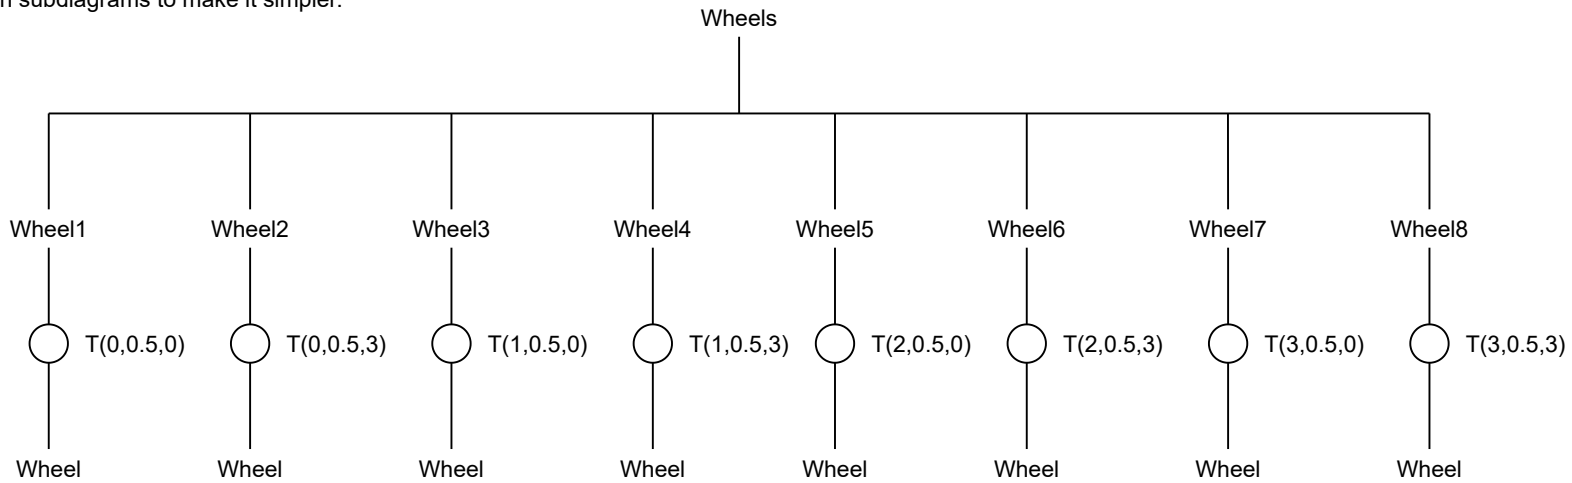 subdiagrams to make it simpler.
Wheels
Wheel1 Wheel2 Wheel3 Wheel4 Wheel5 Wheel6 Wheel7 Wheel8
T(0,0.5,0) T(0,0.5,3) T(1,0.5,0) T(1,0.5,3) T(2,0.5,0) T(2,0.5,3) T(3,0.5,0) T(3,0.5,3)
Wheel Wheel Wheel Wheel Wheel Wheel Wheel Wheel